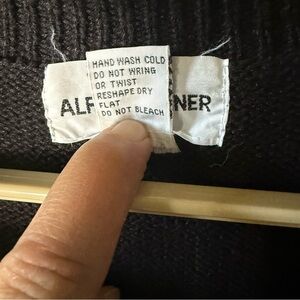 HAND WASH COLD
DO NOT WRING
OR TWIST
RESHAPE DRY
FLAT
DO NOT BLEACH
ALF NER